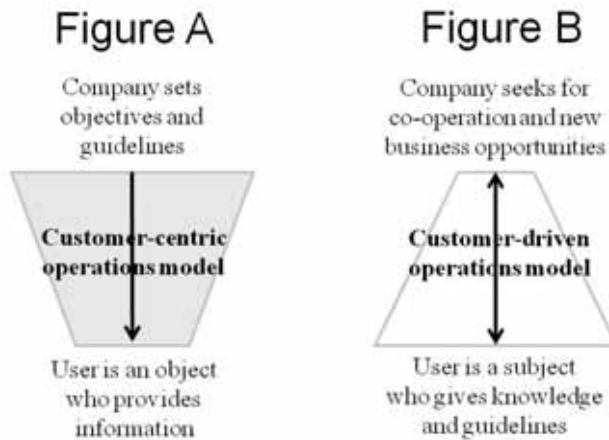 Figure A
Company sets
objectives and
guidelines
Customer-centric
operations model
User is an object
who provides
information
Figure B
Company seeks for
co-operation and new
business opportunities
Customer-driven
operations model
User is a subject
who gives knowledge
and guidelines